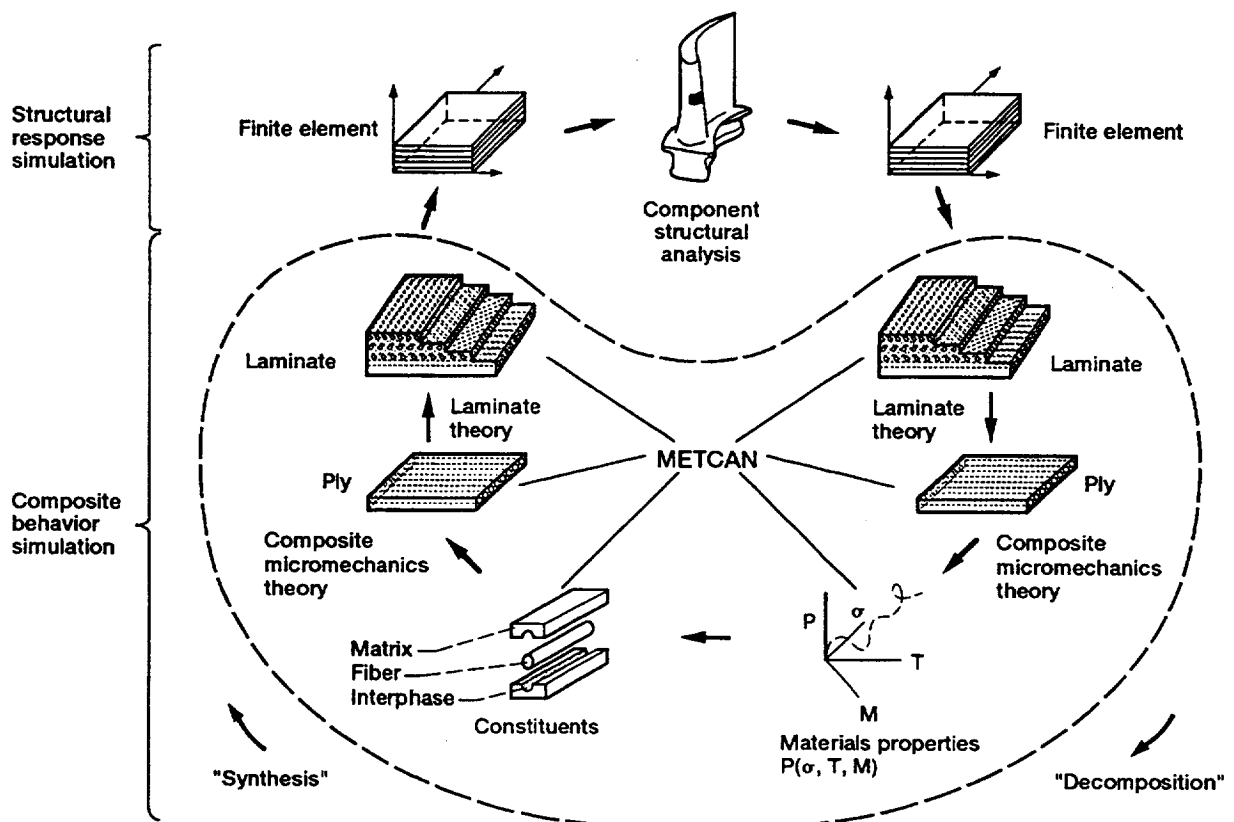 Structural
response
simulation
Finite element
Component
structural
analysis
Finite element
Laminate
Laminate
theory
Ply
Composite
micromechanics
theory
METCAN
Laminate
Laminate
theory
Ply
Composite
micromechanics
theory
Composite
behavior
simulation
Matrix
Fiber
Interphase
Constituents
P
σ
T
M
Materials properties
P(σ, T, M)
"Synthesis"
"Decomposition"